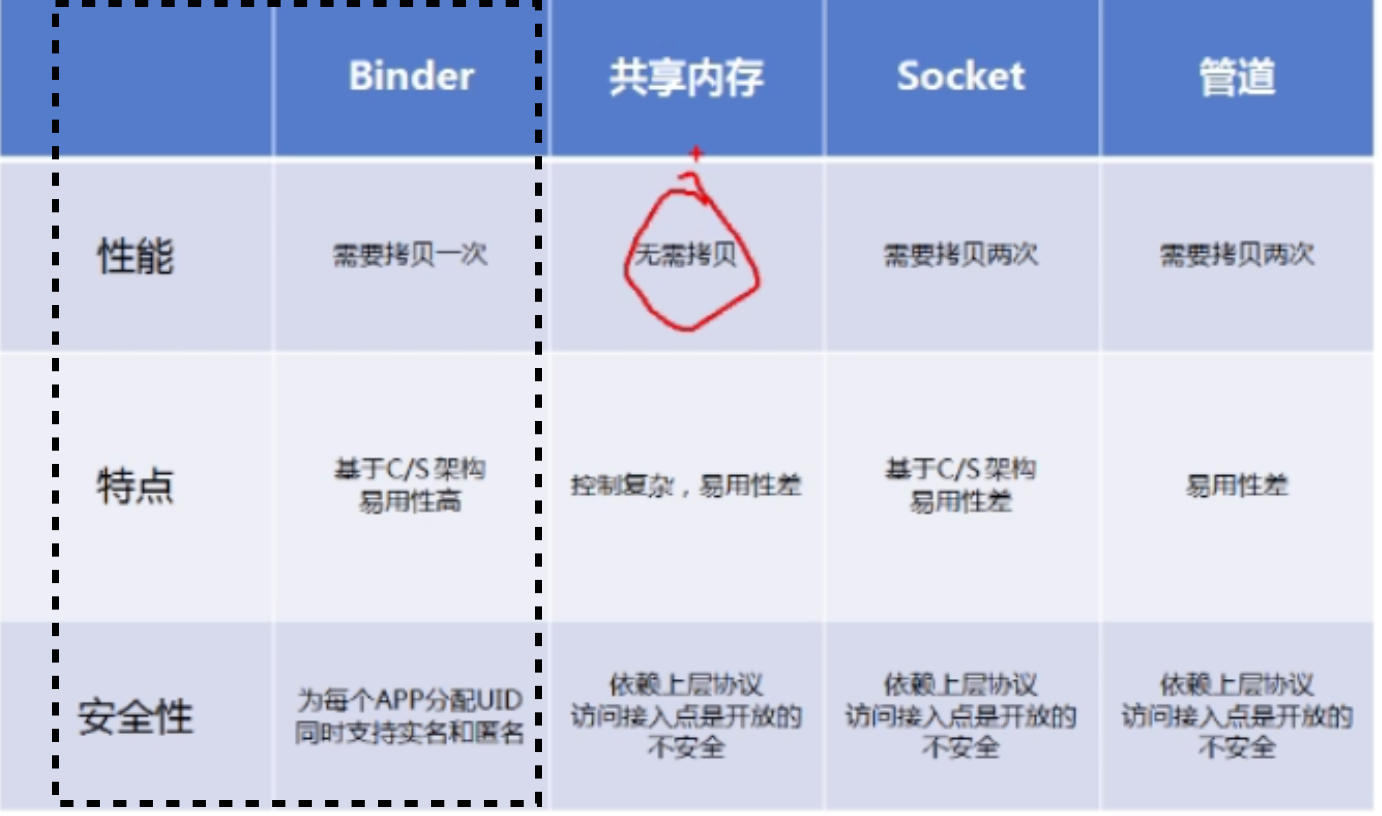 Binder
共享内存
Socket
管道
性能
需要拷贝一次
无需拷贝
需要拷贝两次
需要拷贝两次
特点
基于C/S架构
易用性高
控制复杂，易用性差
基于C/S架构
易用性差
易用性差
安全性
为每个APP分配UID
同时支持实名和匿名
依赖上层协议
访问接入点是开放的
不安全
依赖上层协议
访问接入点是开放的
不安全
依赖上层协议
访问接入点是开放的
不安全